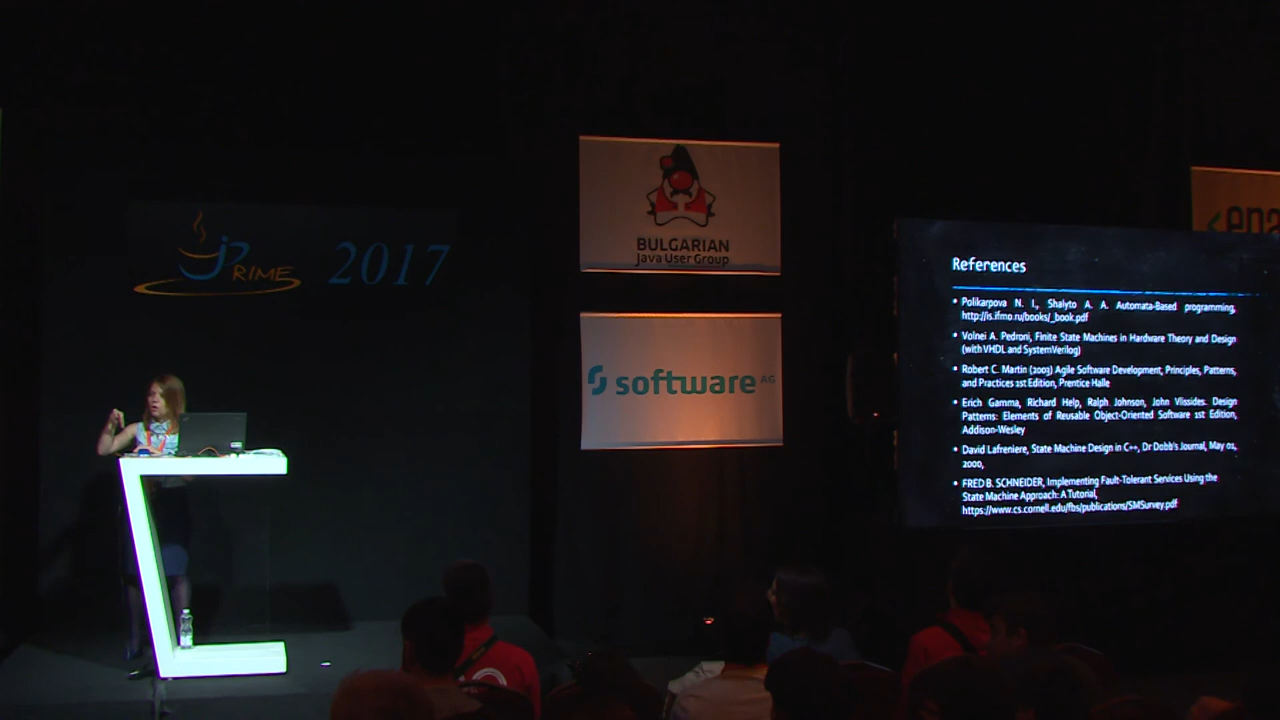 JPRIME 2017
BULGARIAN
Java User Group
software AG
<ena
References
• Polikarpova N. I., Shalyto A. A. Automata-Based programming,
http://is.ifmo.ru/books/_book.pdf
• Volnei A. Pedroni, Finite State Machines in Hardware Theory and Design
(with VHDL and SystemVerilog)
• Robert C. Martin (2003) Agile Software Development, Principles, Patterns,
and Practices 1st Edition, Prentice Halle
• Erich Gamma, Richard Help, Ralph Johnson, John Vlissides. Design
Patterns: Elements of Reusable Object-Oriented Software 1st Edition,
Addison-Wesley
• David Lafreniere, State Machine Design in C++, Dr Dobb's Journal, May 01,
2000,
• FRED B. SCHNEIDER, Implementing Fault-Tolerant Services Using the
State Machine Approach: A Tutorial,
https://www.cs.cornell.edu/fbs/publications/SMSurvey.pdf